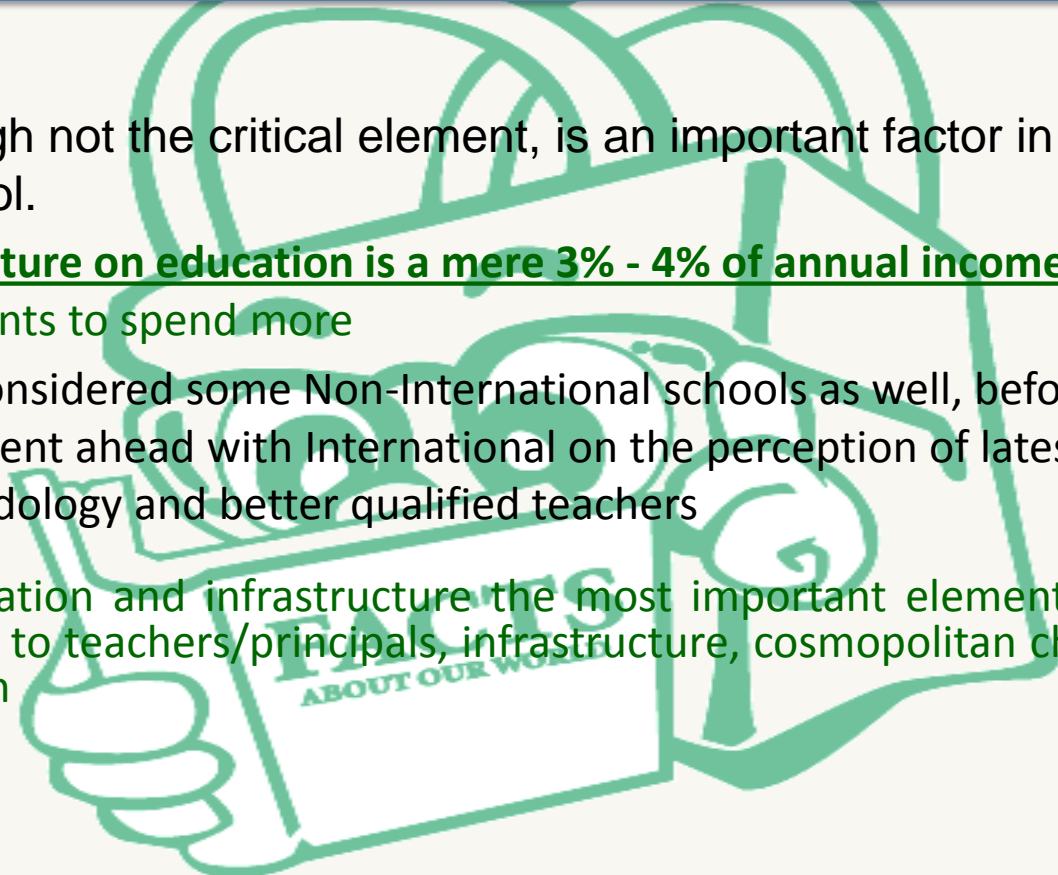 gh not the critical element, is an important factor in
ol.
ture on education is a mere 3% - 4% of annual income
nts to spend more
onsidered some Non-International schools as well, befo
ent ahead with International on the perception of lates
dology and better qualified teachers
ation and infrastructure the most important element
to teachers/principals, infrastructure, cosmopolitan c
n
FACTS
ABOUT OUR WORLD